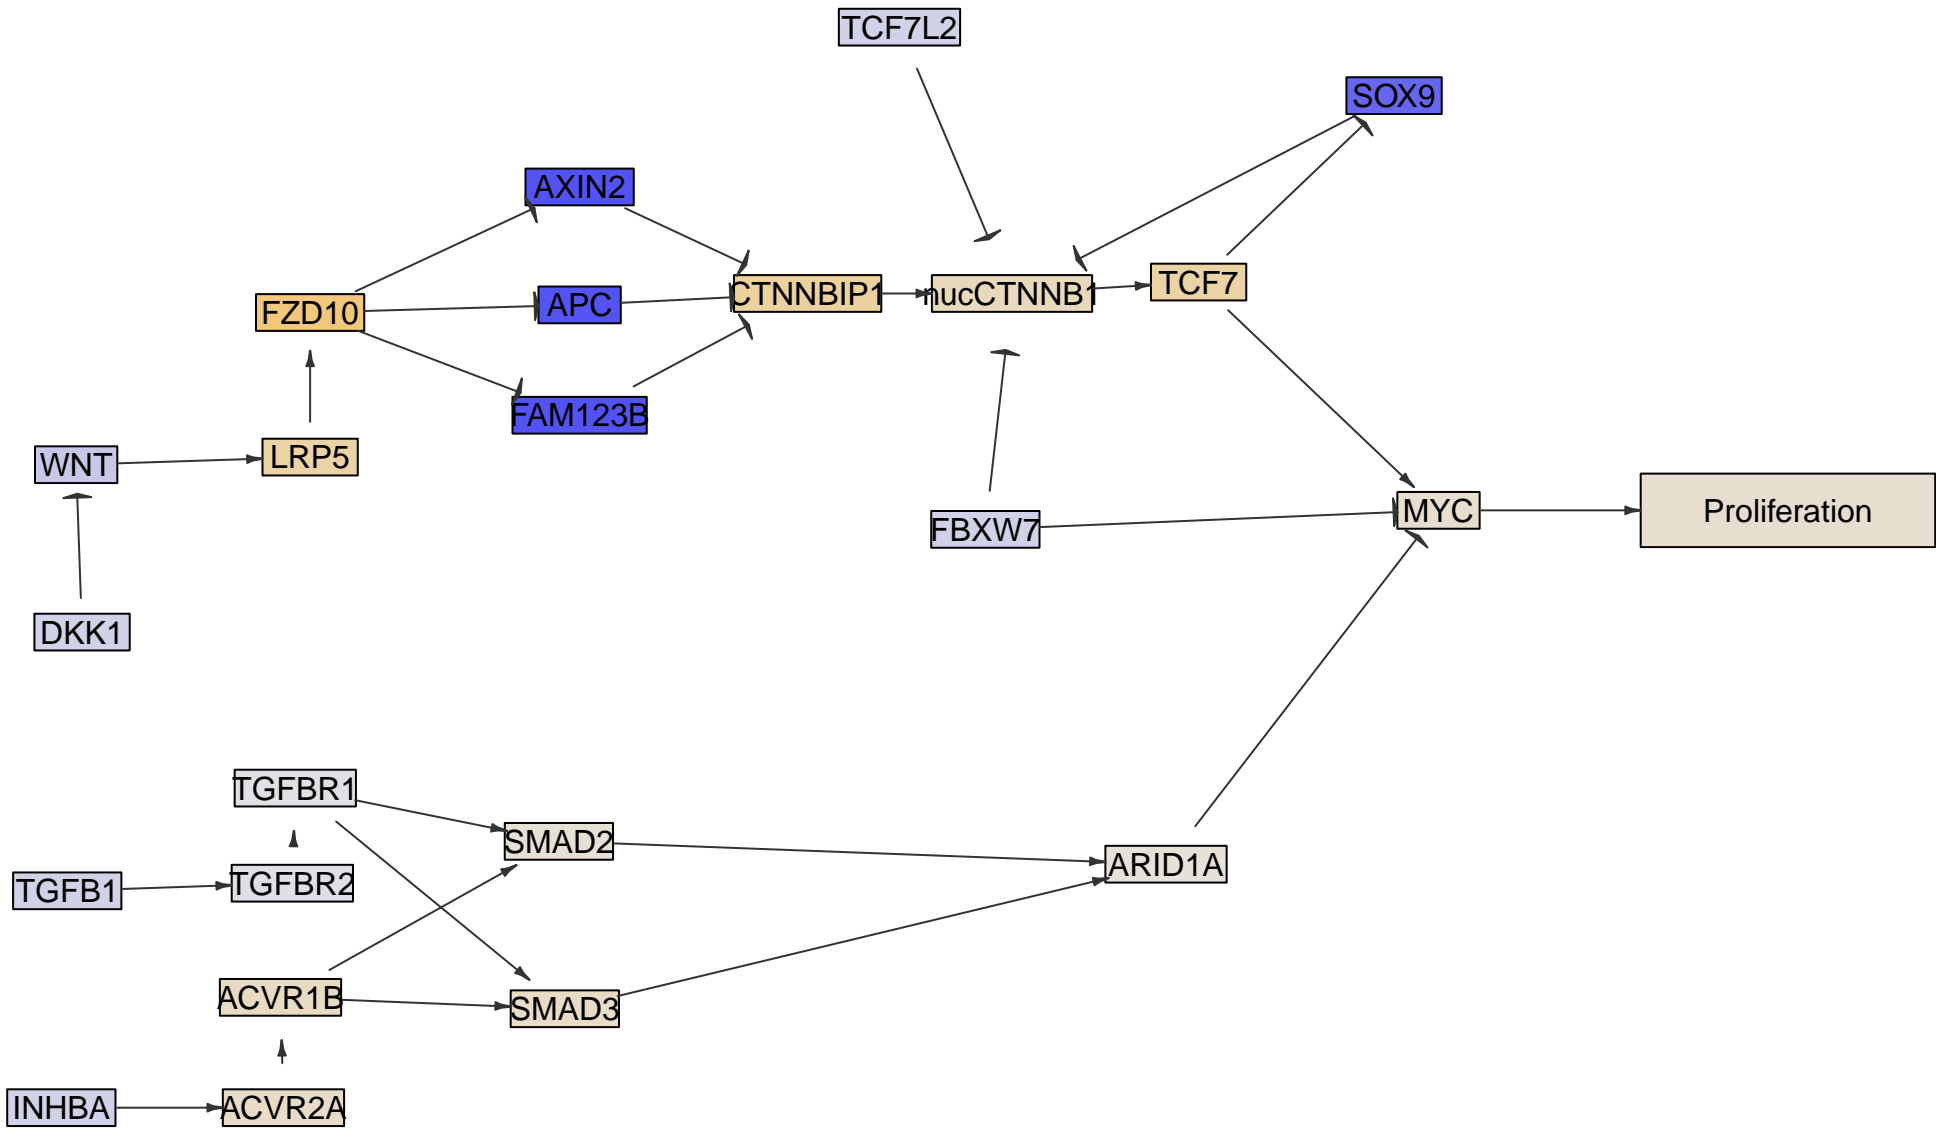 TCF7L2
SOX9
AXIN2
FZD10
APC
CTNNBIP1
nucCTNNB1
TCF7
FAM123B
WNT
LRP5
FBXW7
MYC
Proliferation
DKK1
TGFBR1
SMAD2
ARID1A
TGFB1
TGFBR2
ACVR1B
SMAD3
INHBA
ACVR2A